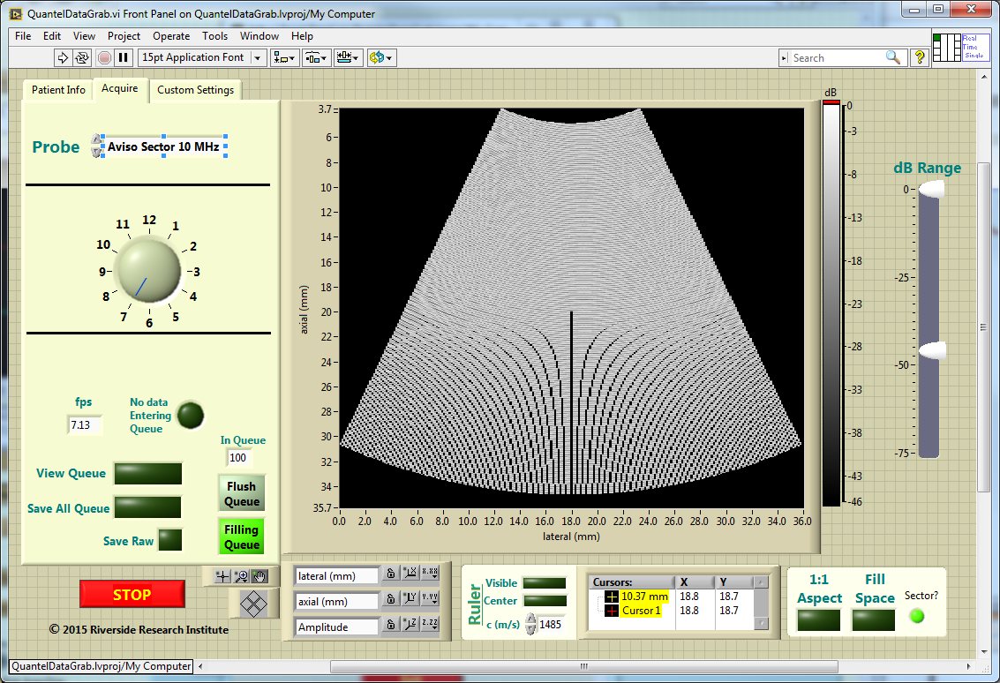 QuantelDataGrab.vi Front Panel on QuantelDataGrab.lvproj/My Computer
File Edit View Project Operate Tools Window Help
15pt Application Font
Search
?
Real
Time
Single
Patient Info Acquire Custom Settings
Probe Aviso Sector 10 MHz
12
11 1
10 2
9 3
8 4
7 5
6
fps
7.13
No data
Entering
Queue
In Queue
100
View Queue
Flush
Queue
Save All Queue
Filling
Queue
Save Raw
STOP
© 2015 Riverside Research Institute
axial (mm)
3.7
6
8
10
12
14
16
18
20
22
24
26
28
30
32
34
35.7
0.0 2.0 4.0 6.0 8.0 10.0 12.0 14.0 16.0 18.0 20.0 22.0 24.0 26.0 28.0 30.0 32.0 34.0 36.0
lateral (mm)
dB
0
-3
-8
-13
-18
-23
-28
-33
-38
-43
-46
dB Range
0
-25
-50
-75
lateral (mm) X X.XX
axial (mm) Y Y.YY
Amplitude Z Z.ZZ
Ruler
Visible
Center
c (m/s) 1485
Cursors: X Y
10.37 mm 18.8 18.7
Cursor 1 18.8 18.7
1:1
Aspect
Fill
Space
Sector?
QuantelDataGrab.lvproj/My Computer